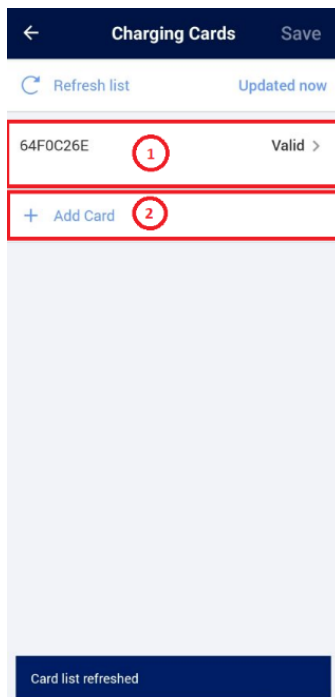 Charging Cards Save
Refresh list Updated now
64F0C26E 1 Valid
Add Card 2
Card list refreshed